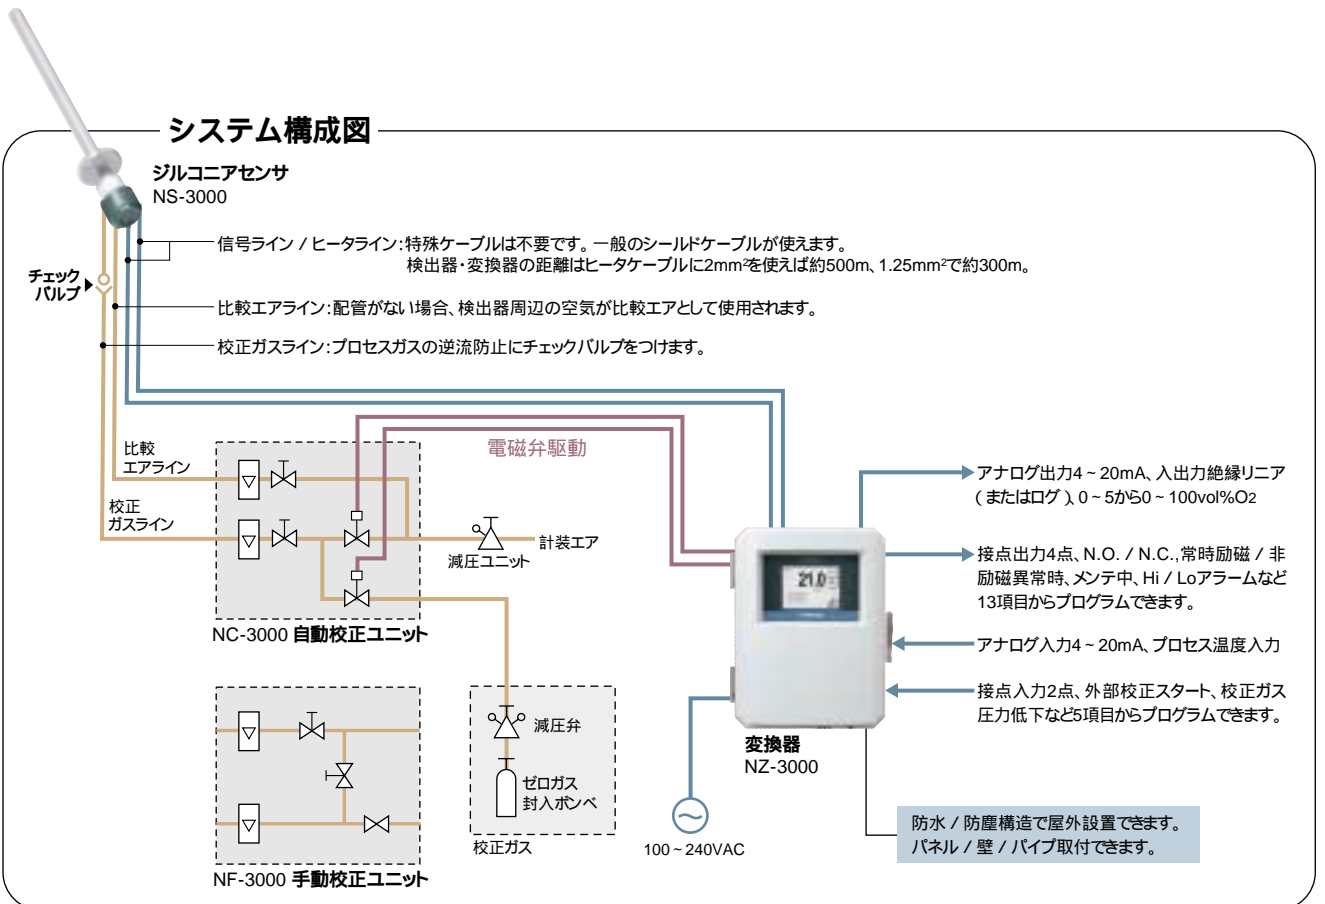 システム構成図
ジルコニアセンサ
NS-3000
信号ライン / ヒータライン:特殊ケーブルは不要です。一般のシールドケーブルが使えます。
検出器・変換器の距離はヒータケーブルに2mm²を使えば約500m、1.25mm²で約300m。
チェック
バルブ
比較エアライン:配管がない場合、検出器周辺の空気が比較エアとして使用されます。
校正ガスライン:プロセスガスの逆流防止にチェックバルブをつけます。
比較
エアライン
電磁弁駆動
校正
ガスライン
減圧ユニット
計装エア
NC-3000 自動校正ユニット
アナログ出力4~20mA、入出力絶縁リニア
(またはログ)、0~5から0~100vol%O2
接点出力4点、N.O. / N.C.,常時励磁 / 非
励磁異常時、メンテ中、Hi / Loアラームなど
13項目からプログラムできます。
21.0
アナログ入力4~20mA、プロセス温度入力
接点入力2点、外部校正スタート、校正ガス
圧力低下など5項目からプログラムできます。
変換器
NZ-3000
減圧弁
ゼロガス
封入ボンベ
校正ガス
100~240VAC
防水 / 防塵構造で屋外設置できます。
パネル / 壁 / パイプ取付できます。
NF-3000 手動校正ユニット